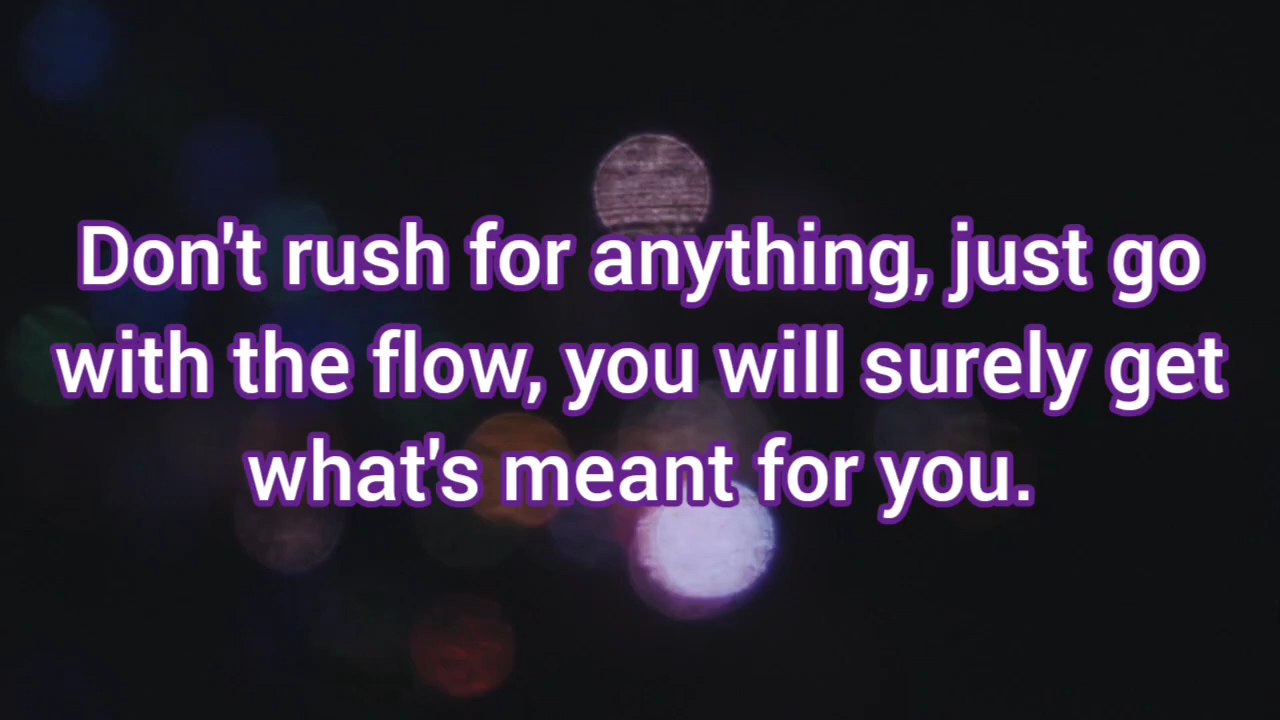 Don't rush for anything, just go
with the flow, you will surely get
what's meant for you.